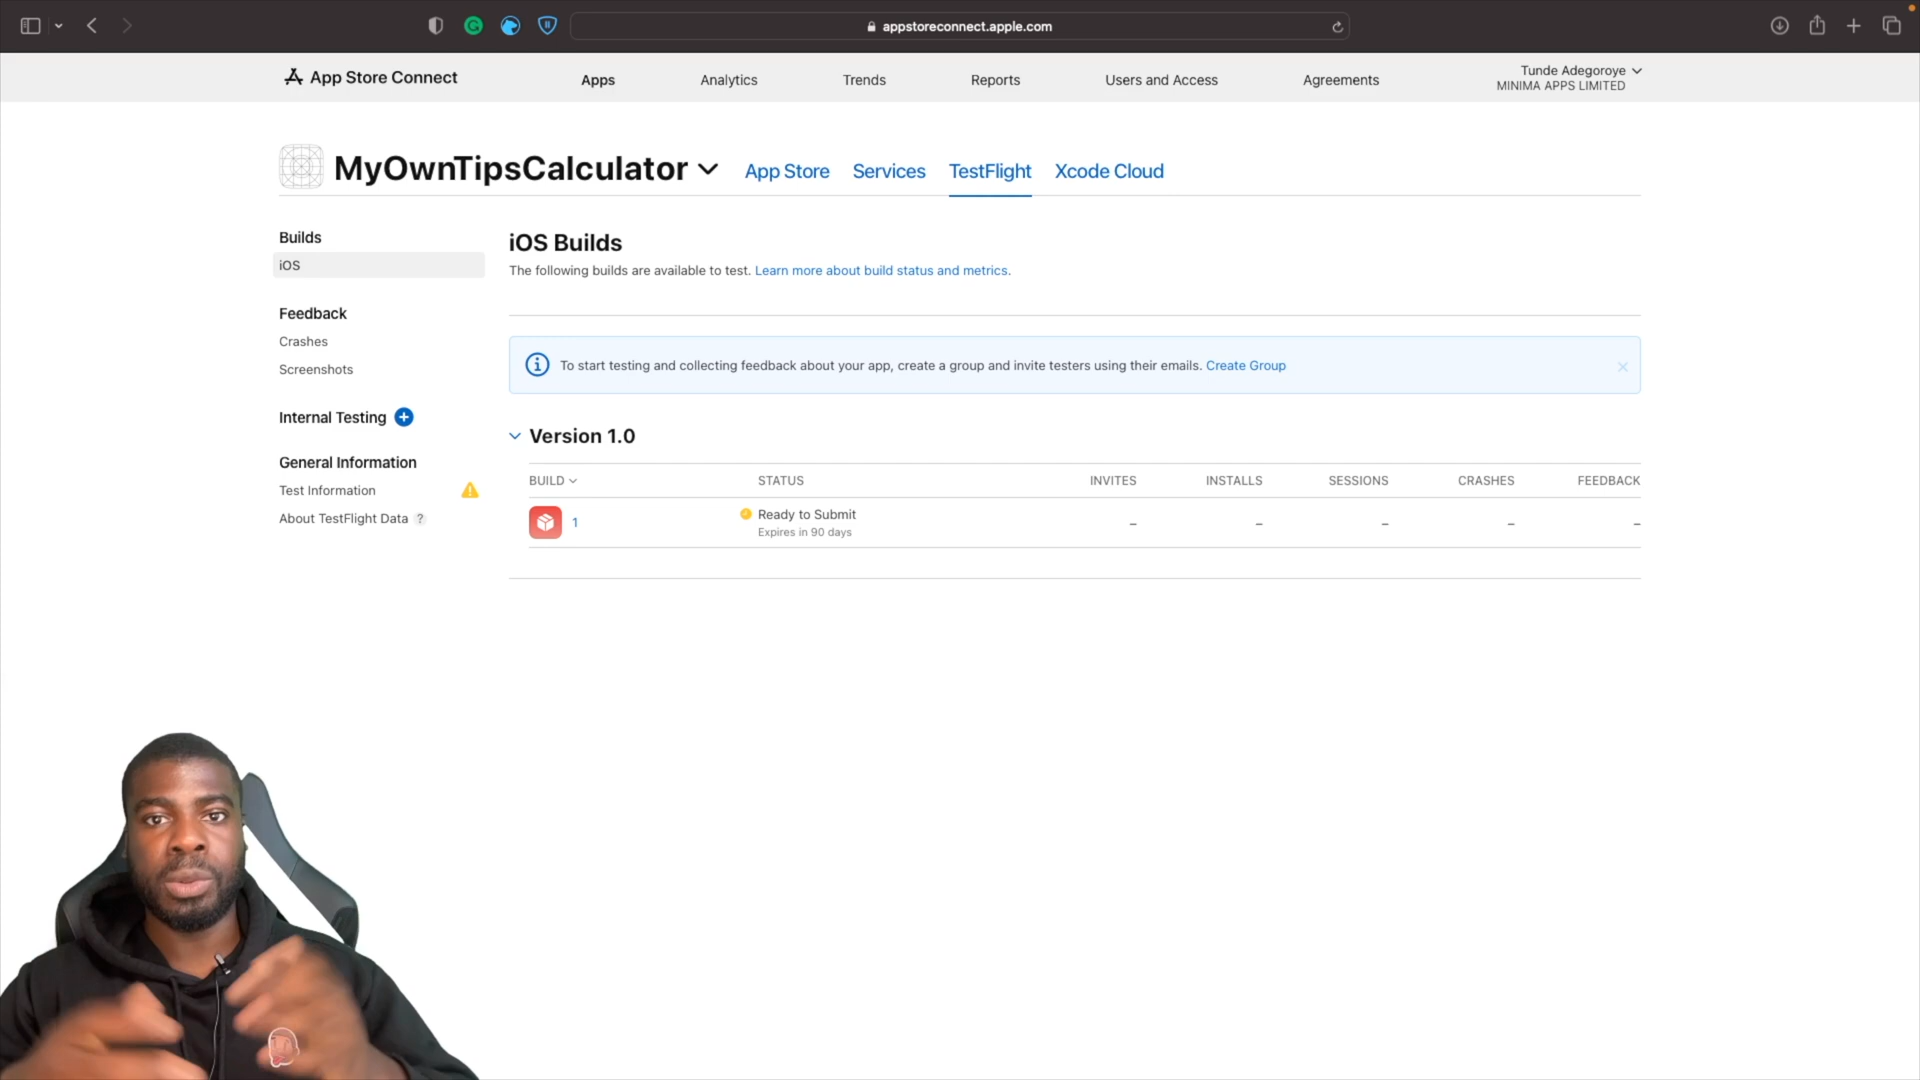 appstoreconnect.apple.com
App Store Connect
Apps
Analytics
Trends
Reports
Users and Access
Agreements
Tunde Adegoroye
MINIMA APPS LIMITED
MyOwnTipsCalculator
App Store
Services
TestFlight
Xcode Cloud
Builds
iOS
Feedback
Crashes
Screenshots
Internal Testing
General Information
Test Information
About TestFlight Data ?
iOS Builds
The following builds are available to test. Learn more about build status and metrics.
To start testing and collecting feedback about your app, create a group and invite testers using their emails. Create Group
Version 1.0
BUILD STATUS INVITES INSTALLS SESSIONS CRASHES FEEDBACK
1 Ready to Submit – – – – –
Expires in 90 days